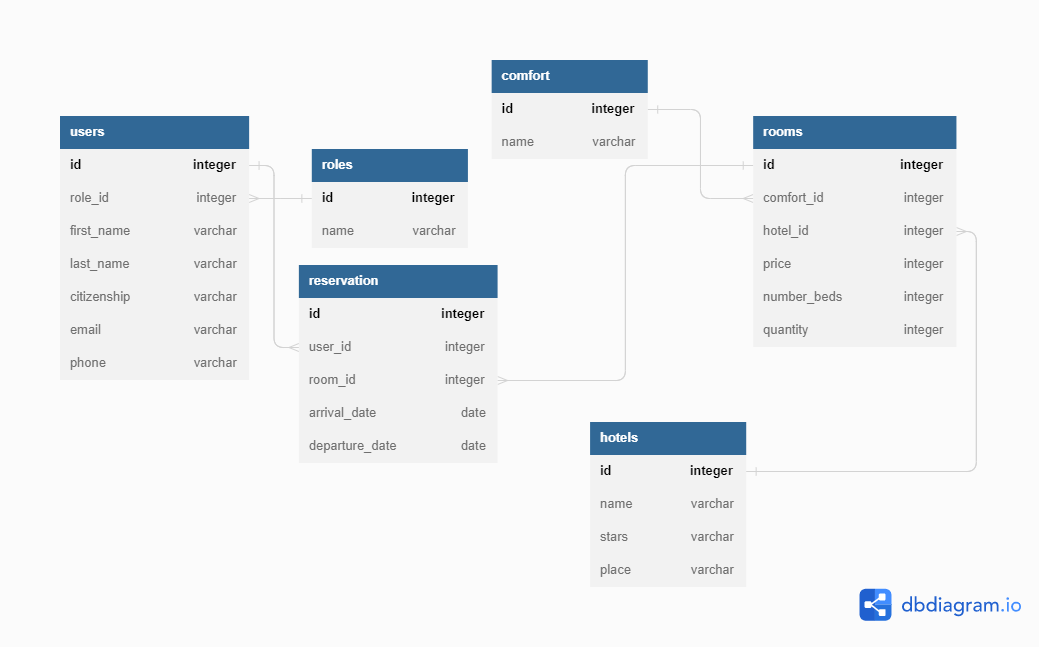 users
id integer
role_id integer
first_name varchar
last_name varchar
citizenship varchar
email varchar
phone varchar
roles
id integer
name varchar
reservation
id integer
user_id integer
room_id integer
arrival_date date
departure_date date
comfort
id integer
name varchar
rooms
id integer
comfort_id integer
hotel_id integer
price integer
number_beds integer
quantity integer
hotels
id integer
name varchar
stars varchar
place varchar
dbdiagram.io